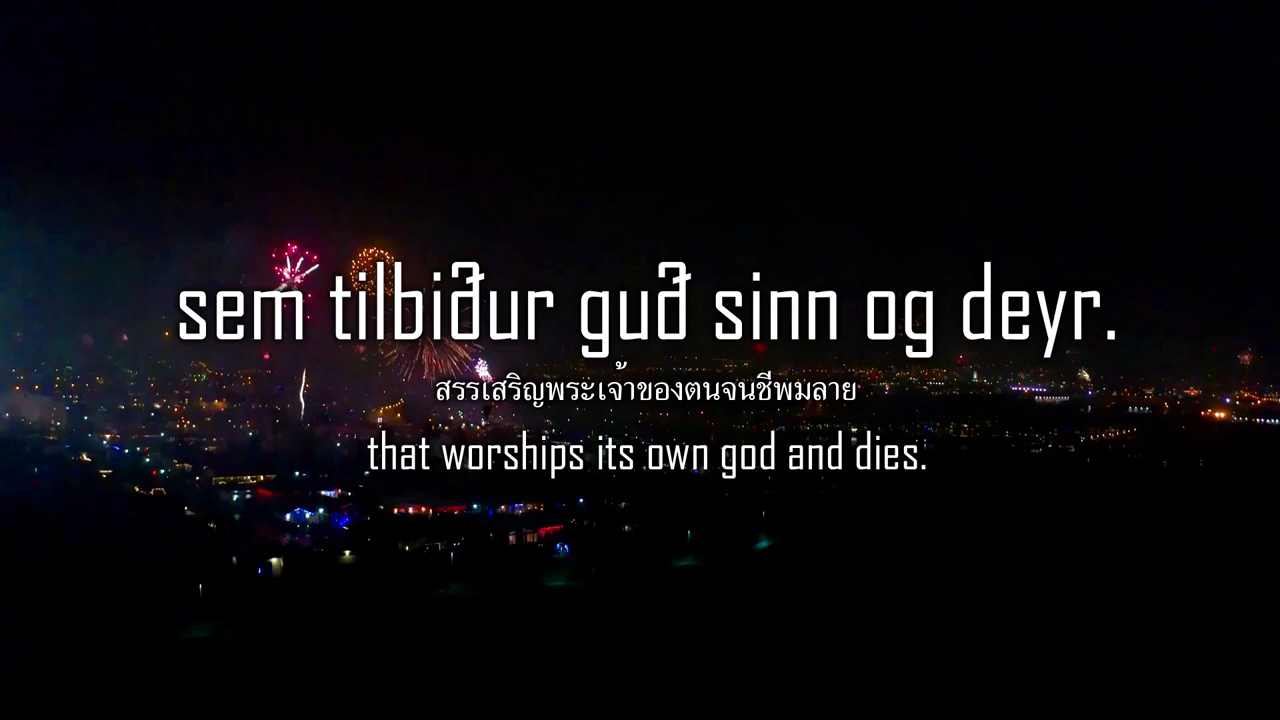 sem tilbiður guð sinn og deyr.
สรรเสริญพระเจ้าของตนจนชีพมลาย
that worships its own god and dies.